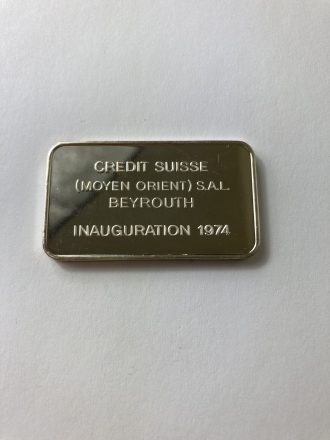 CREDIT SUISSE
(MOYEN ORIENT) S.A.L.
BEYROUTH
INAUGURATION 1974